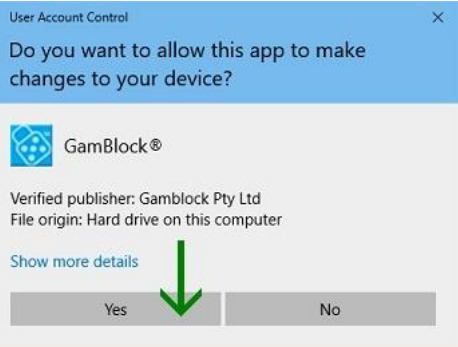 User Account Control
Do you want to allow this app to make
changes to your device?
GamBlock®
Verified publisher: Gamblock Pty Ltd
File origin: Hard drive on this computer
Show more details
Yes No